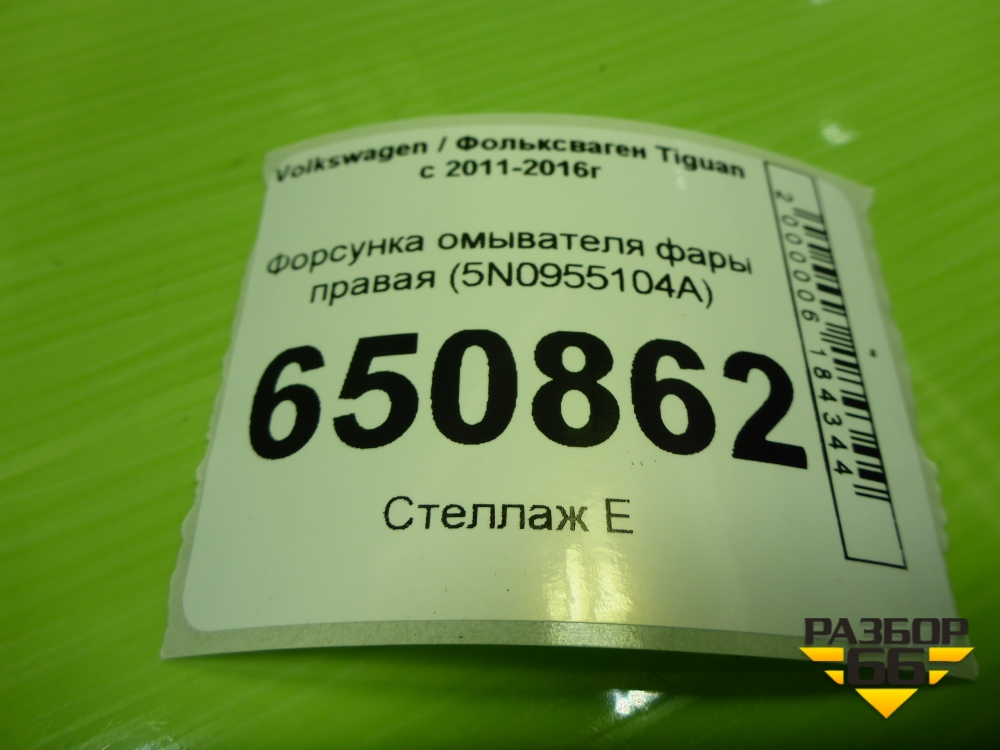 Volkswagen / Фольксваген Tiguan
с 2011-2016г
Форсунка омывателя фары
правая (5N0955104A)
650862
Стеллаж Е
2000006184344
РАЗБОР
66